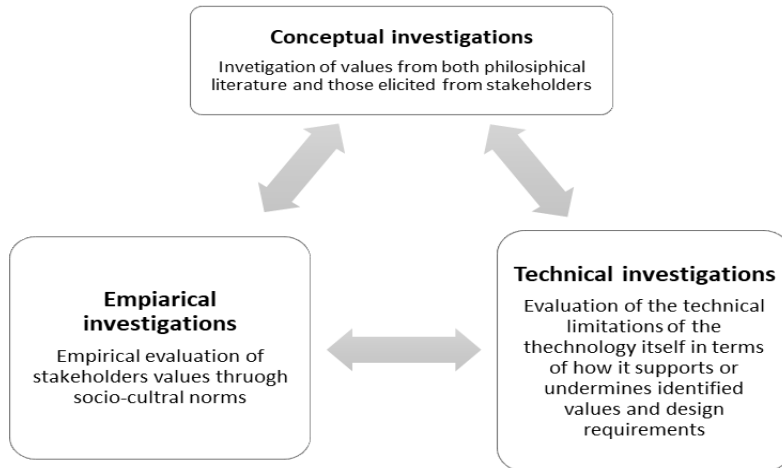 Conceptual investigations
Invetigation of values from both philosiphical
literature and those elicited from stakeholders
Empiarical
investigations
Empirical evaluation of
stakeholders values thruogh
socio-cultral norms
Technical investigations
Evaluation of the technical
limitations of the
thechnology itself in terms
of how it supports or
undermines identified
values and design
requirements